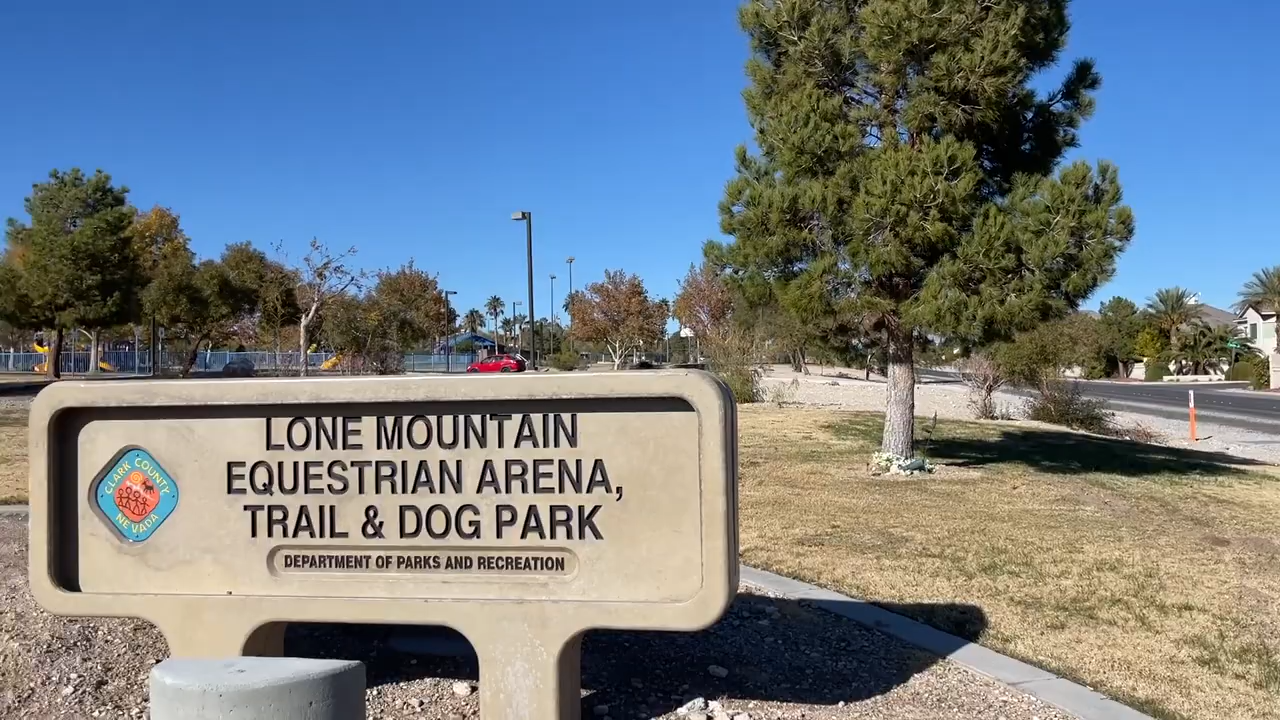 LONE MOUNTAIN
EQUESTRIAN ARENA,
TRAIL & DOG PARK
DEPARTMENT OF PARKS AND RECREATION
CLARK COUNTY
NEVADA